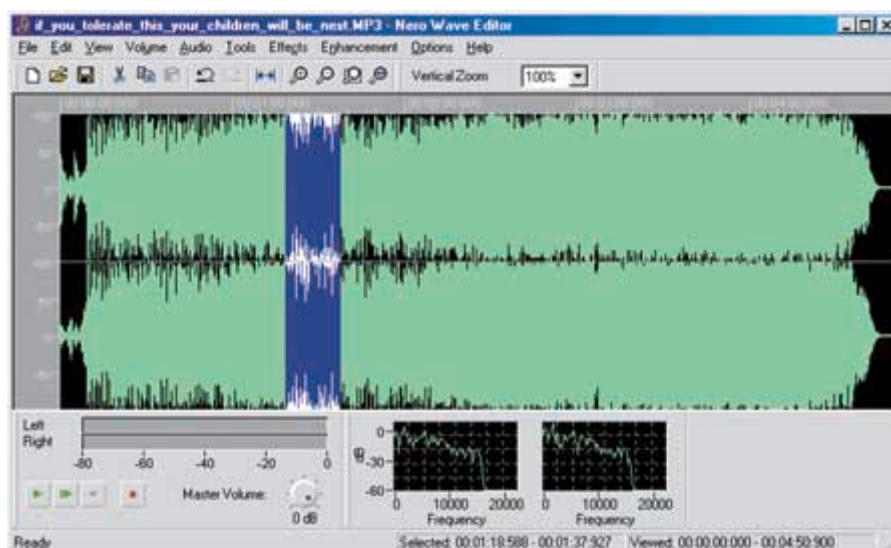 if_you_tolerate_this_your_children_will_be_next.MP3 - Nero Wave Editor
File Edit View Volume Audio Tools Effects Enhancement Options Help
Vertical Zoom 100%
Left
Right
-80 -60 -40 -20 0
Master Volume:
0 dB
dB
0
-30
-60
0 10000 20000
Frequency
0 10000 20000
Frequency
Ready Selected: 00:01:18:588 - 00:01:37:927 Viewed: 00:00:00:000 - 00:04:50:900